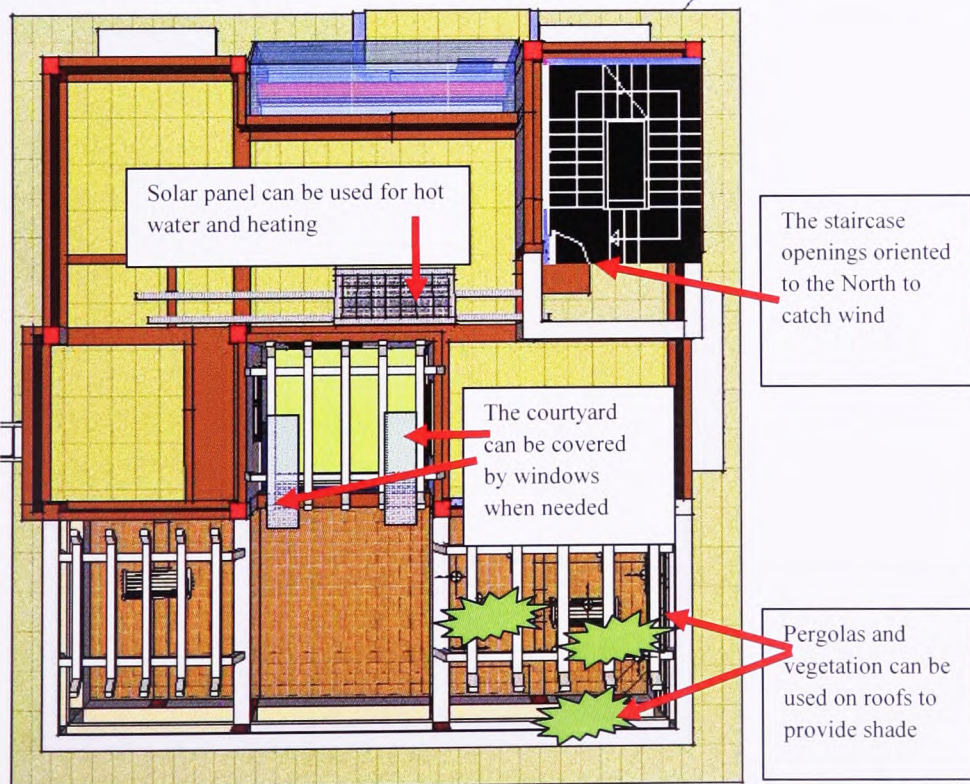 Solar panel can be used for hot
water and heating
The staircase
openings oriented
to the North to
catch wind
The courtyard
can be covered
by windows
when needed
Pergolas and
vegetation can be
used on roofs to
provide shade